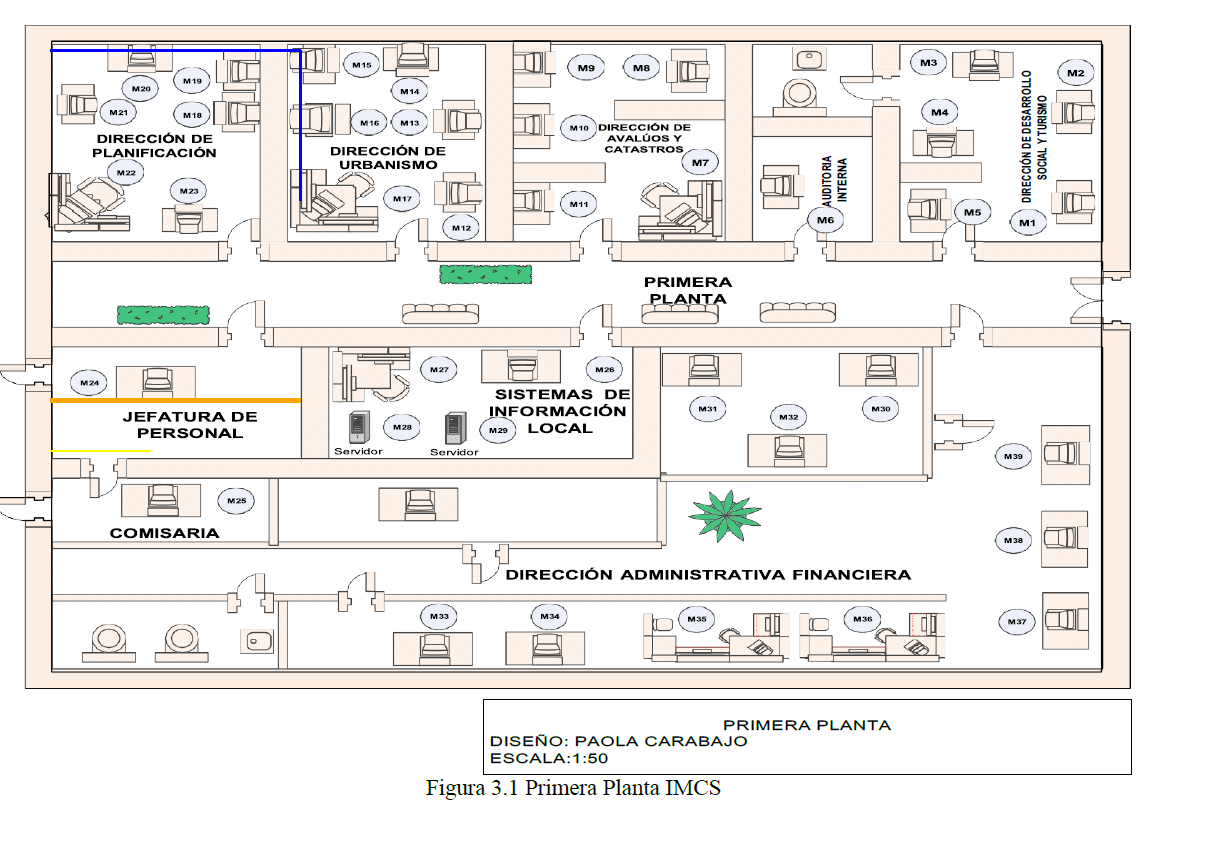 M20
M19
M21
M18
DIRECCIÓN DE
PLANIFICACIÓN
M22
M23
M15
M14
M16
M13
DIRECCIÓN DE
URBANISMO
M17
M12
M9
M8
M10
DIRECCIÓN DE
AVALÚOS Y
CATASTROS
M7
M11
AUDITORIA
INTERNA
M6
M3
M2
M4
DIRECCIÓN DE DESARROLLO
SOCIAL Y TURISMO
M5
M1
PRIMERA
PLANTA
M24
JEFATURA DE
PERSONAL
M27
M26
SISTEMAS DE
INFORMACIÓN
LOCAL
M28
M29
Servidor
Servidor
M31
M32
M30
M39
M25
COMISARIA
M38
DIRECCIÓN ADMINISTRATIVA FINANCIERA
M33
M34
M35
M36
M37
PRIMERA PLANTA
DISEÑO: PAOLA CARABAJO
ESCALA:1:50
Figura 3.1 Primera Planta IMCS